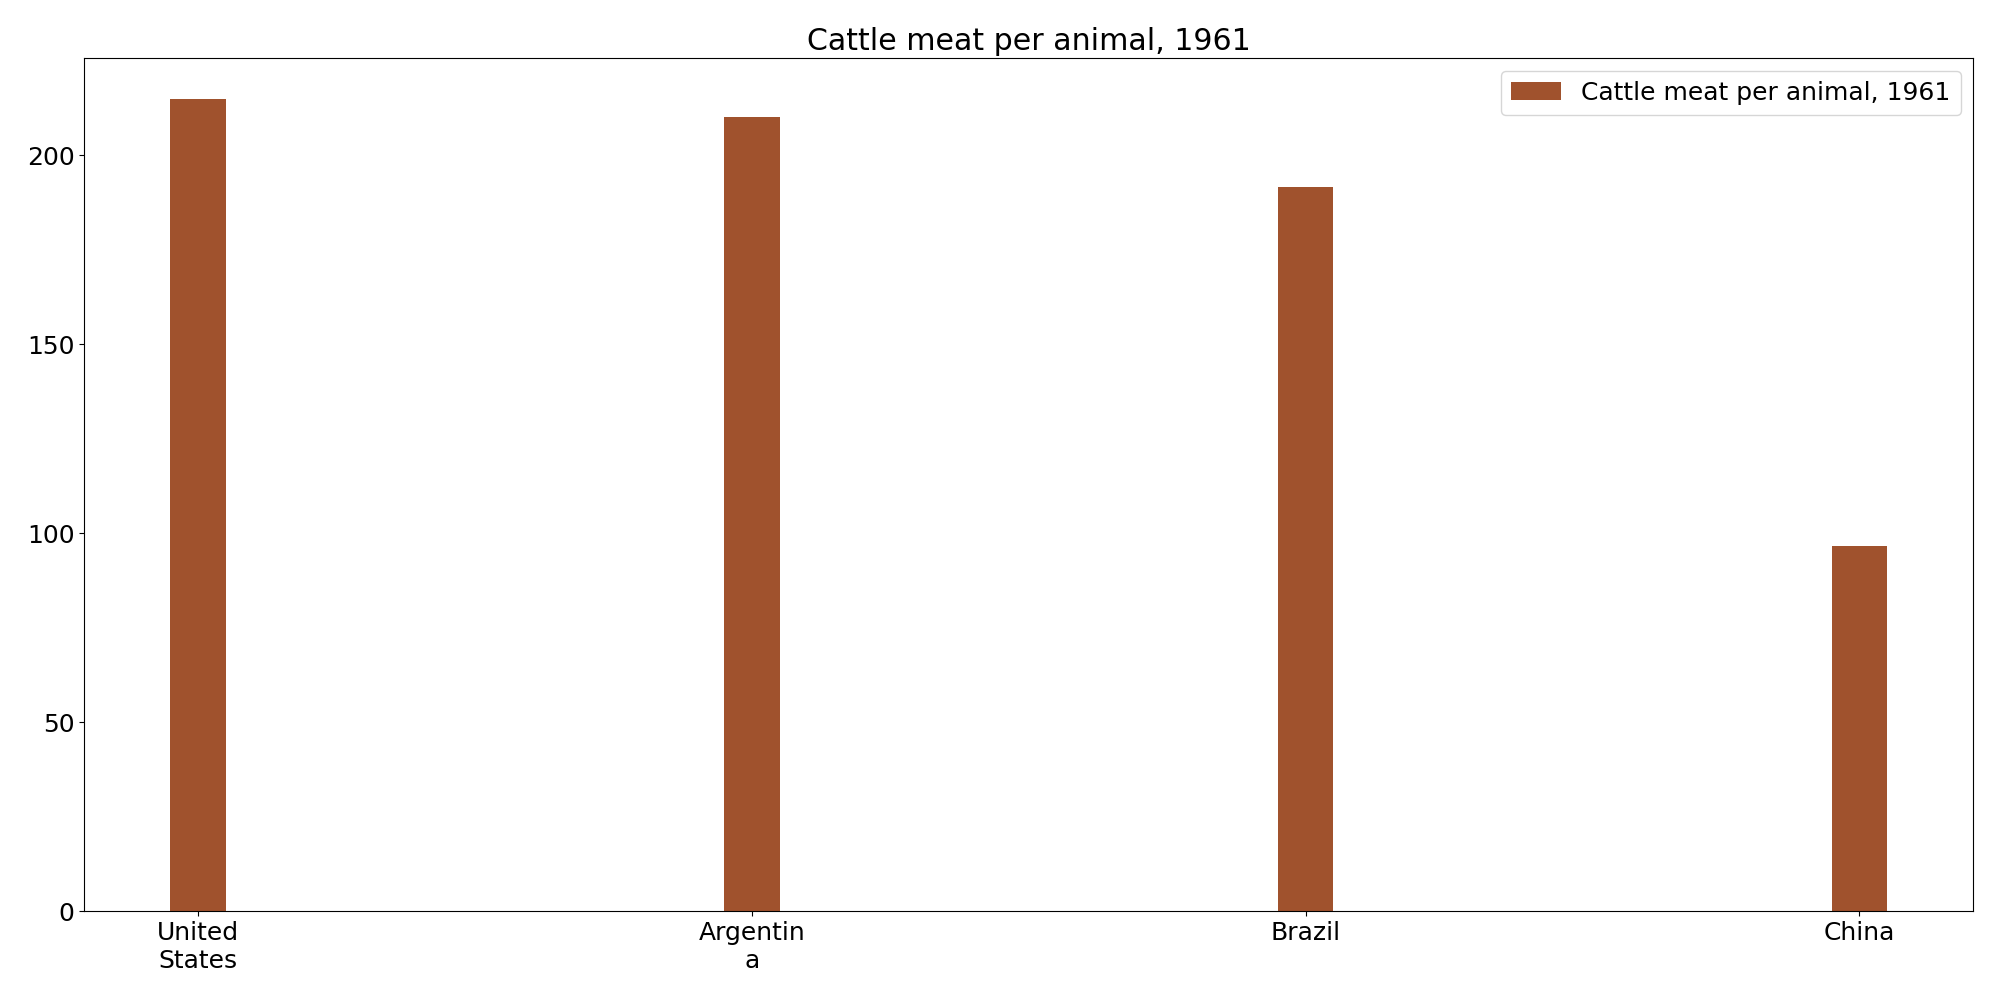 Cattle meat per animal, 1961
Cattle meat per animal, 1961
200
150
100
50
0
United
States
Argentin
a
Brazil
China